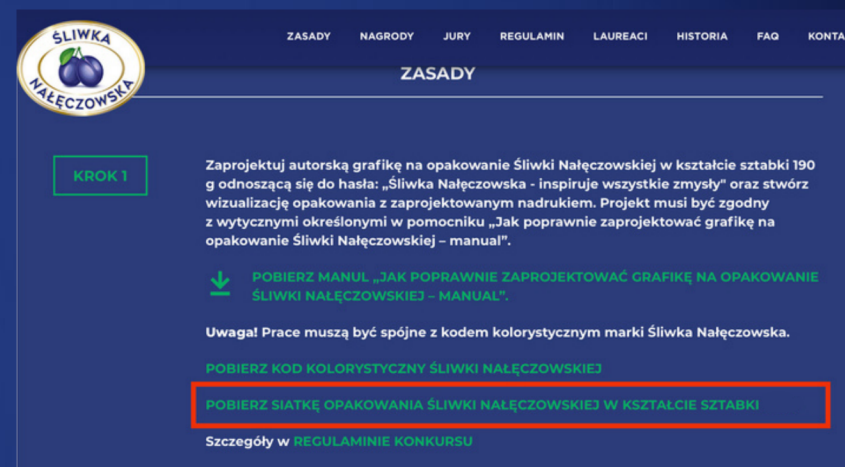 ŚLIWKA
NAŁĘCZOWSKA
ZASADY NAGRODY JURY REGULAMIN LAUREACI HISTORIA FAQ KONTA
ZASADY
KROK 1
Zaprojektuj autorską grafikę na opakowanie Śliwki Nałęczowskiej w kształcie sztabki 190
g odnoszącą się do hasła: „Śliwka Nałęczowska - inspiruje wszystkie zmysły" oraz stwórz
wizualizację opakowania z zaprojektowanym nadrukiem. Projekt musi być zgodny
z wytycznymi określonymi w pomocniku „Jak poprawnie zaprojektować grafikę na
opakowanie Śliwki Nałęczowskiej – manual”.
POBIERZ MANUL „JAK POPRAWNIE ZAPROJEKTOWAĆ GRAFIKĘ NA OPAKOWANIE
ŚLIWKI NAŁĘCZOWSKIEJ – MANUAL”.
Uwaga! Prace muszą być spójne z kodem kolorystycznym marki Śliwka Nałęczowska.
POBIERZ KOD KOLORYSTYCZNY ŚLIWKI NAŁĘCZOWSKIEJ
POBIERZ SIATKĘ OPAKOWANIA ŚLIWKI NAŁĘCZOWSKIEJ W KSZTAŁCIE SZTABKI
Szczegóły w REGULAMINIE KONKURSU